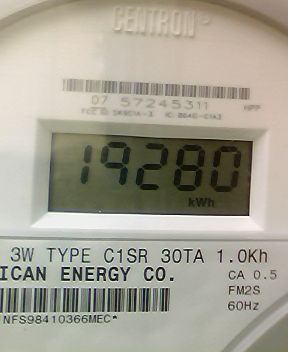 CENTRON®
07 57245311
19280
kWh
3W TYPE C1SR 30TA 1.0Kh
ICAN ENERGY CO.
CA 0.5
FM2S
60Hz
NFS98410366MEC*